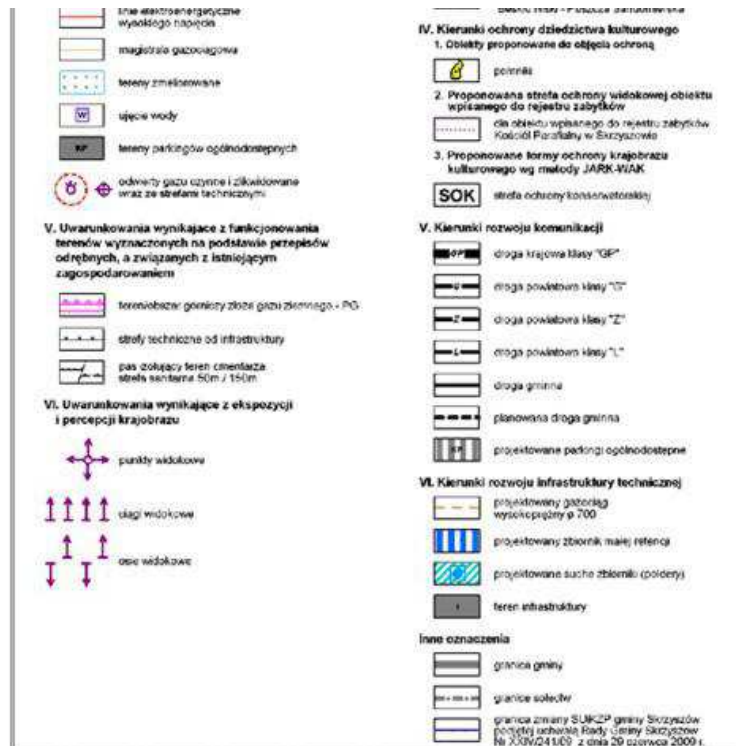 linie elektroenergetyczne
wysokiego napięcia
magistrala gazociągowa
tereny zmeliorowane
W
ujęcie wody
KP
tereny parkingów ogólnodostępnych
odwierty gazu czynne i zlikwidowane
wraz ze strefami technicznymi
V. Uwarunkowania wynikające z funkcjonowania
terenów wyznaczonych na podstawie przepisów
odrębnych, a związanych z istniejącym
zagospodarowaniem
teren/obszar górniczy złoża gazu ziemnego - PG
strefy techniczne od infrastruktury
pas izolujący teren cmentarza
strefa sanitarna 50m / 150m
VI. Uwarunkowania wynikające z ekspozycji
i percepcji krajobrazu
punkty widokowe
ciągi widokowe
osie widokowe
IV. Kierunki ochrony dziedzictwa kulturowego
1. Obiekty proponowane do objęcia ochroną
pomniki
2. Proponowana strefa ochrony widokowej obiektu
wpisanego do rejestru zabytków
dla obiektu wpisanego do rejestru zabytków
Kościół Parafialny w Skrzyszowie
3. Proponowane formy ochrony krajobrazu
kulturowego wg metody JARK-WAK
SOK
strefa ochrony konserwatorskiej
V. Kierunki rozwoju komunikacji
GP
droga krajowa klasy "GP"
G
droga powiatowa klasy "G"
Z
droga powiatowa klasy "Z"
L
droga powiatowa klasy "L"
droga gminna
planowana droga gminna
KP
projektowane parkingi ogólnodostępne
VI. Kierunki rozwoju infrastruktury technicznej
projektowany gazociąg
wysokoprężny ø 700
projektowany zbiornik małej retencji
projektowane suche zbiorniki (poldery)
teren infrastruktury
Inne oznaczenia
granica gminy
granice sołectw
granica zmiany SUiKZP gminy Skrzyszów
podjętej uchwałą Rady Gminy Skrzyszów
Nr XXIV/241/09 z dnia 29 czerwca 2009 r.